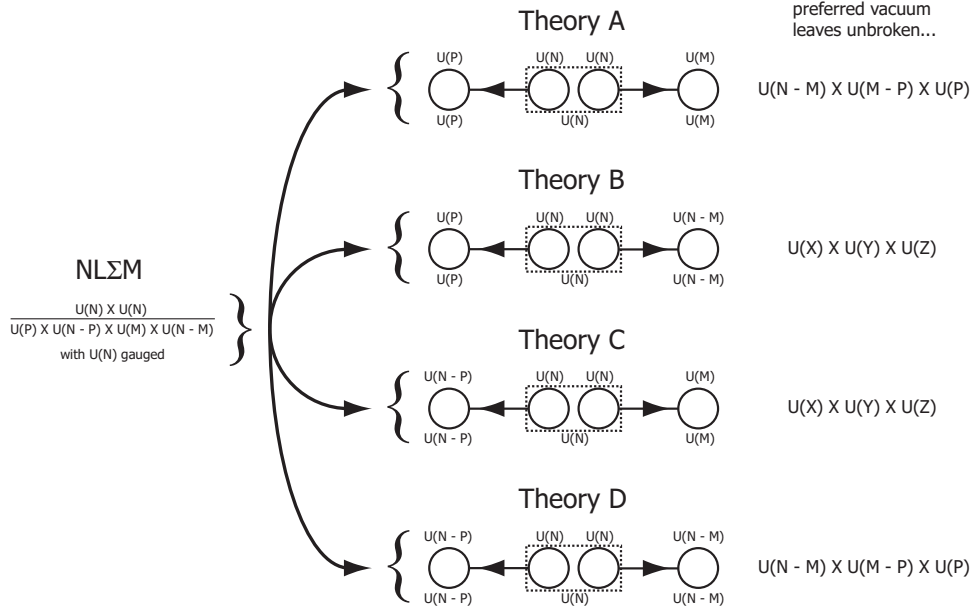 preferred vacuum
leaves unbroken...
Theory A
U(P) U(N) U(N) U(M)
U(P) U(N) U(M)
U(N - M) X U(M - P) X U(P)
Theory B
U(P) U(N) U(N) U(N - M)
U(P) U(N) U(N - M)
U(X) X U(Y) X U(Z)
NLΣM
U(N) X U(N)
U(P) X U(N - P) X U(M) X U(N - M)
with U(N) gauged
Theory C
U(N - P) U(N) U(N) U(M)
U(N - P) U(N) U(M)
U(X) X U(Y) X U(Z)
Theory D
U(N - P) U(N) U(N) U(N - M)
U(N - P) U(N) U(N - M)
U(N - M) X U(M - P) X U(P)